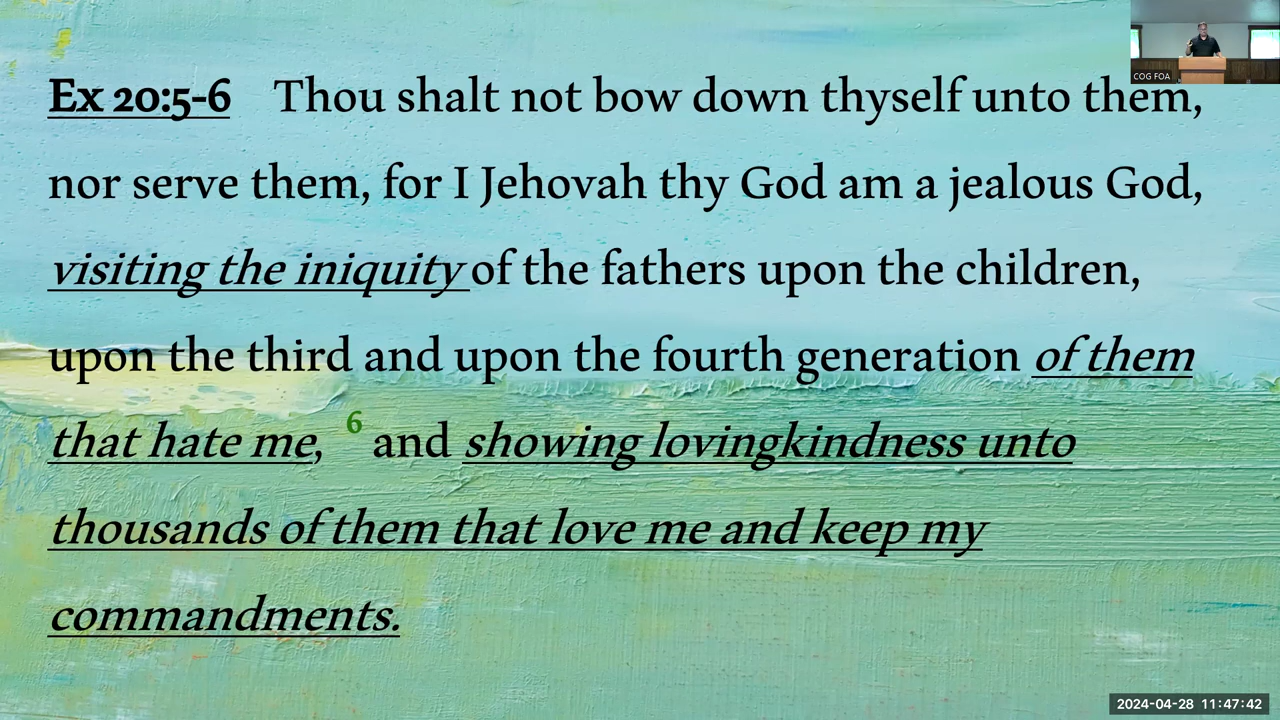 COG FOA
Ex 20:5-6 Thou shalt not bow down thyself unto them,
nor serve them, for I Jehovah thy God am a jealous God,
visiting the iniquity of the fathers upon the children,
upon the third and upon the fourth generation of them
that hate me, 6 and showing lovingkindness unto
thousands of them that love me and keep my
commandments.
2024-04-28 11:47:42